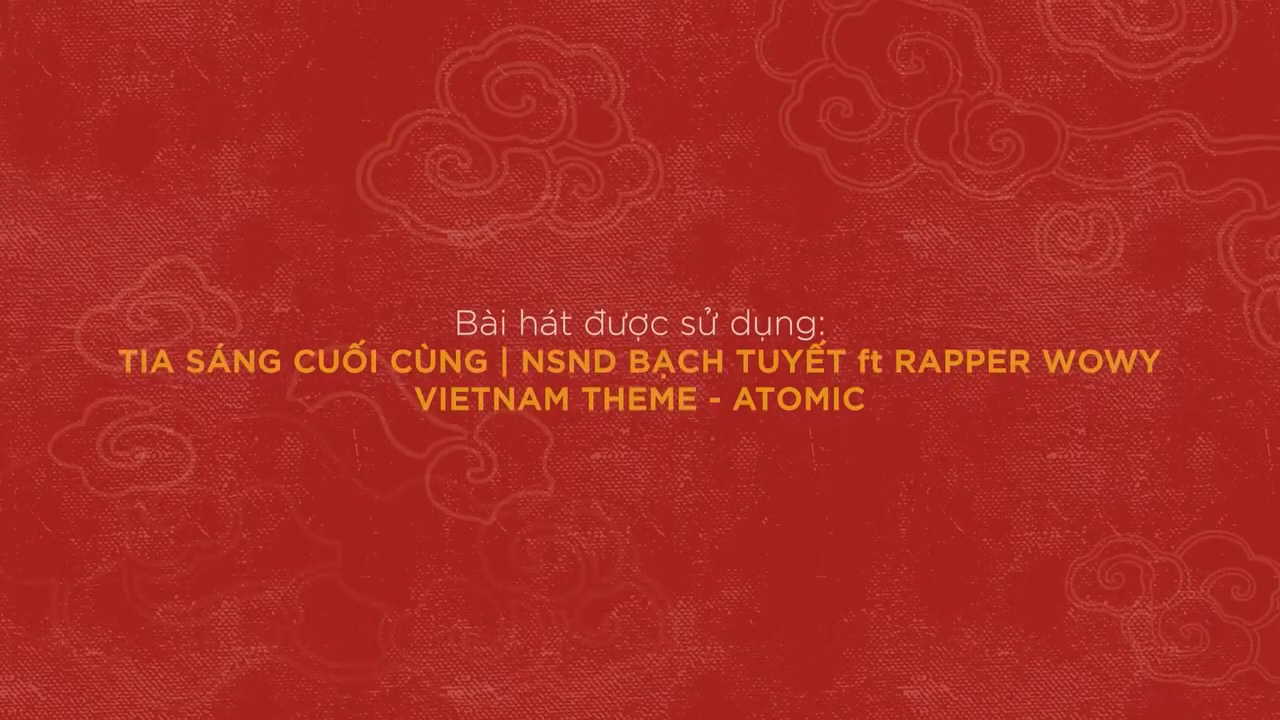 Bài hát được sử dụng:
TIA SÁNG CUỐI CÙNG | NSND BẠCH TUYẾT ft RAPPER WOWY
VIETNAM THEME - ATOMIC